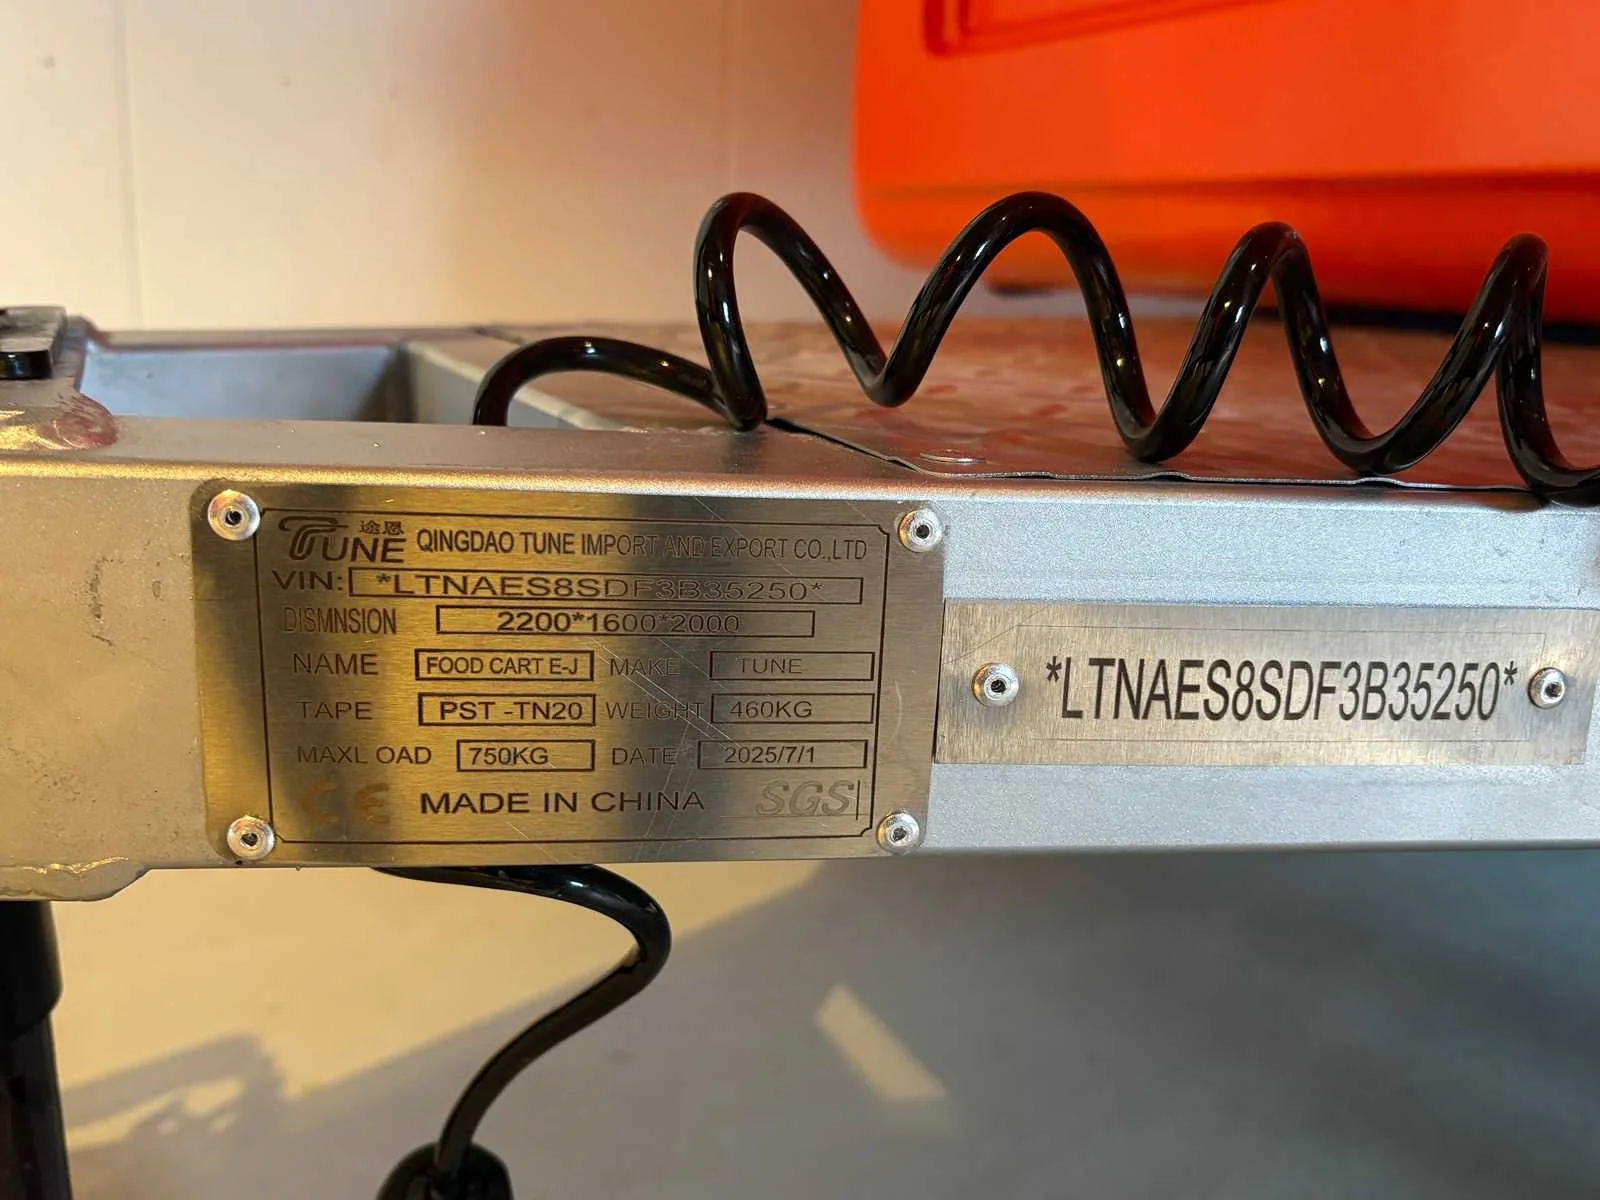 TUNE 途恩 QINGDAO TUNE IMPORT AND EXPORT CO.,LTD
VIN: *LTNAES8SDF3B35250*
DISMNSION 2200*1600*2000
NAME FOOD CART E-J MAKE TUNE
TAPE PST -TN20 WEIGHT 460KG
MAXL OAD 750KG DATE 2025/7/1
CE MADE IN CHINA SGS
*LTNAES8SDF3B35250*